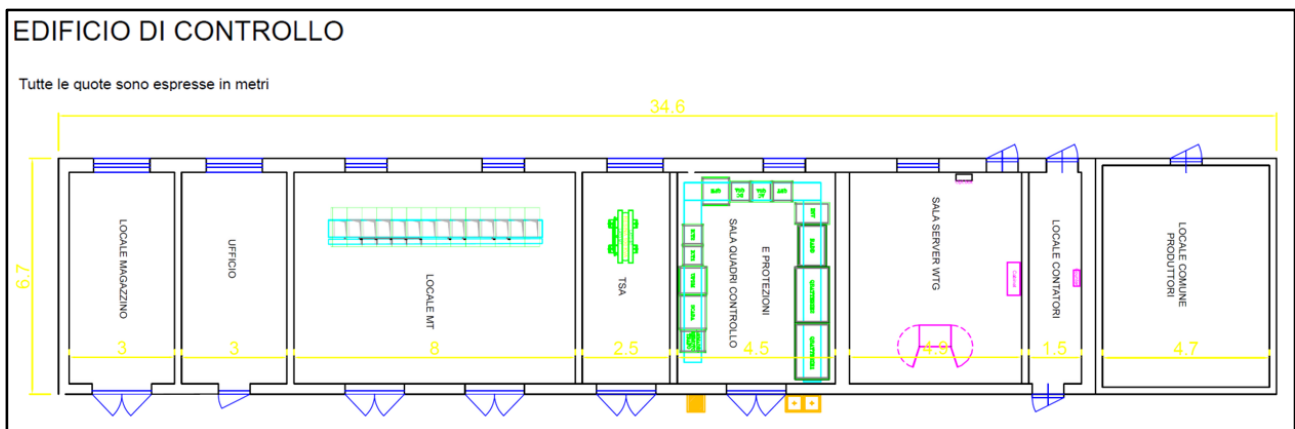 EDIFICIO DI CONTROLLO
Tutte le quote sono espresse in metri
34.6
6.7
LOCALE MAGAZZINO
UFFICIO
LOCALE MT
TSA
SALA QUADRI CONTROLLO
E PROTEZIONI
SALA SERVER WTG
LOCALE CONTATORI
LOCALE COMUNE
PRODUTTORI
3
3
8
2.5
4.5
4.9
1.5
4.7